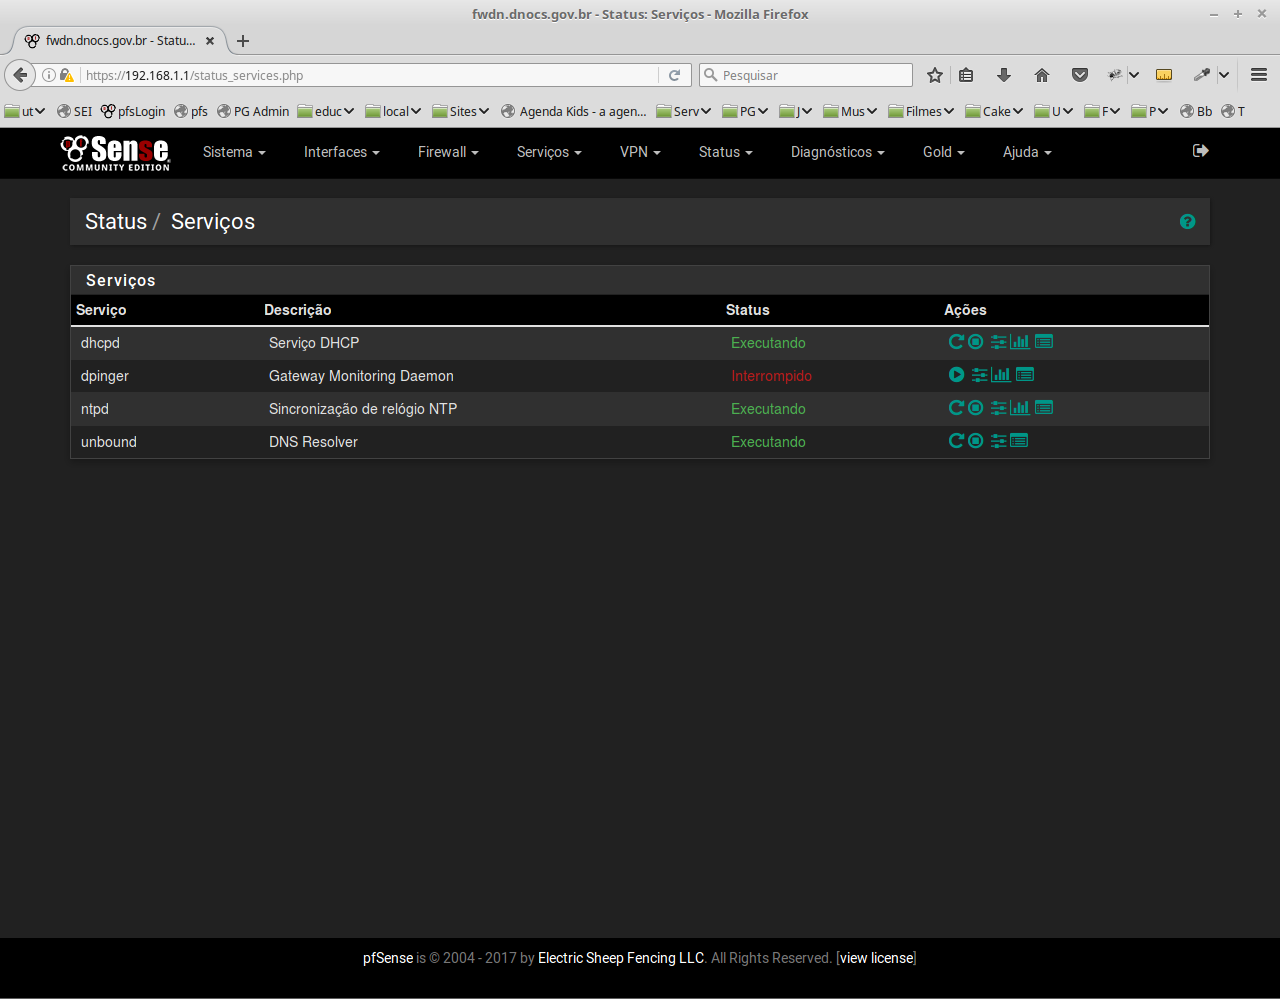 fwdn.dnocs.gov.br - Status: Serviços - Mozilla Firefox
fwdn.dnocs.gov.br - Statu...
https://192.168.1.1/status_services.php
Pesquisar
ut SEI pfsLogin pfs PG Admin educ local Sites Agenda Kids - a agen... Serv PG J Mus Filmes Cake U F P Bb T
Sense
COMMUNITY EDITION
Sistema Interfaces Firewall Serviços VPN Status Diagnósticos Gold Ajuda
Status / Serviços
Serviços
Serviço Descrição Status Ações
dhcpd Serviço DHCP Executando
dpinger Gateway Monitoring Daemon Interrompido
ntpd Sincronização de relógio NTP Executando
unbound DNS Resolver Executando
pfSense is © 2004 - 2017 by Electric Sheep Fencing LLC. All Rights Reserved. [view license]